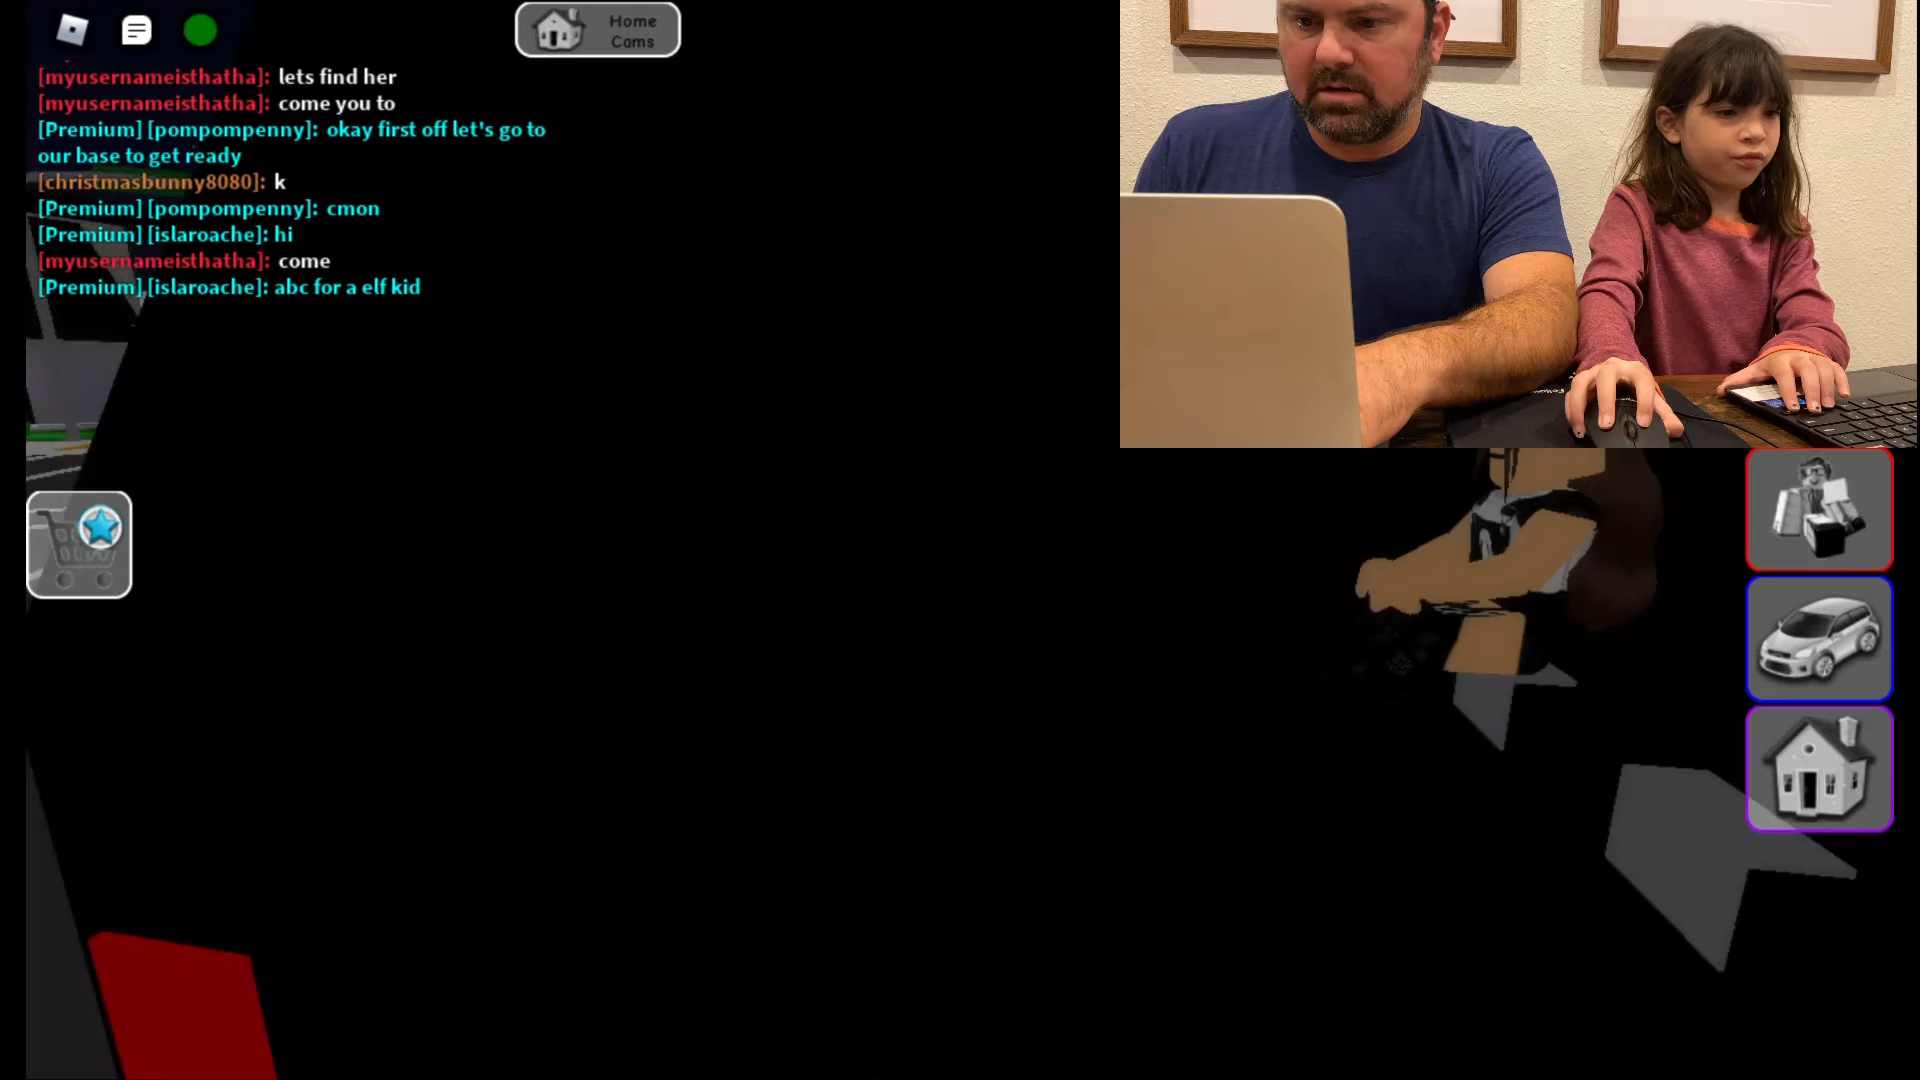 Home
Cams
[myusernameisthatha]: lets find her
[myusernameisthatha]: come you to
[Premium] [pompompenny]: okay first off let's go to
our base to get ready
[christmasbunny8080]: k
[Premium] [pompompenny]: cmon
[Premium] [islaroache]: hi
[myusernameisthatha]: come
[Premium] [islaroache]: abc for a elf kid